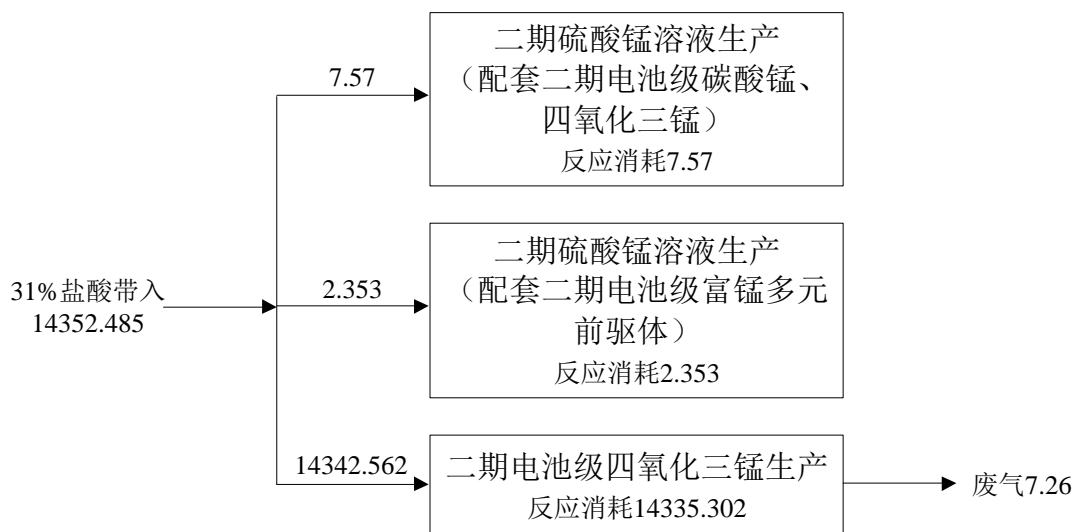 二期硫酸锰溶液生产
（配套二期电池级碳酸锰、
四氧化三锰）
反应消耗7.57
7.57
二期硫酸锰溶液生产
（配套二期电池级富锰多元
前驱体）
反应消耗2.353
2.353
31%盐酸带入
14352.485
14342.562
二期电池级四氧化三锰生产
反应消耗14335.302
废气7.26